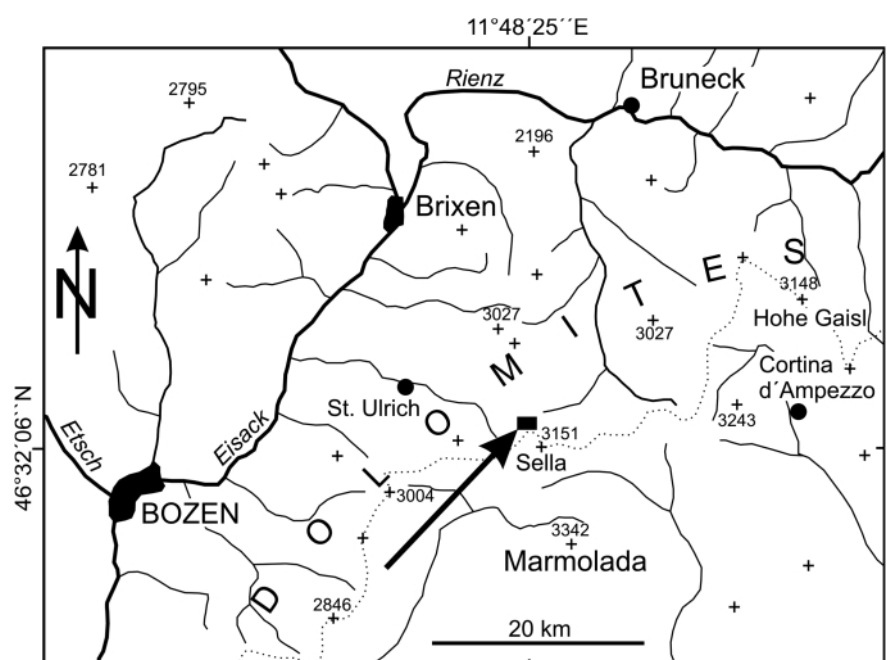 11°48´25´´E
Rienz
Bruneck
2795
2196
2781
Brixen
N
DOLOMITES
3148
3027
3027
Hohe Gaisl
Cortina
d´Ampezzo
St. Ulrich
3243
46°32´06´´N
Etsch
Eisack
3151
Sella
3004
BOZEN
3342
Marmolada
2846
20 km